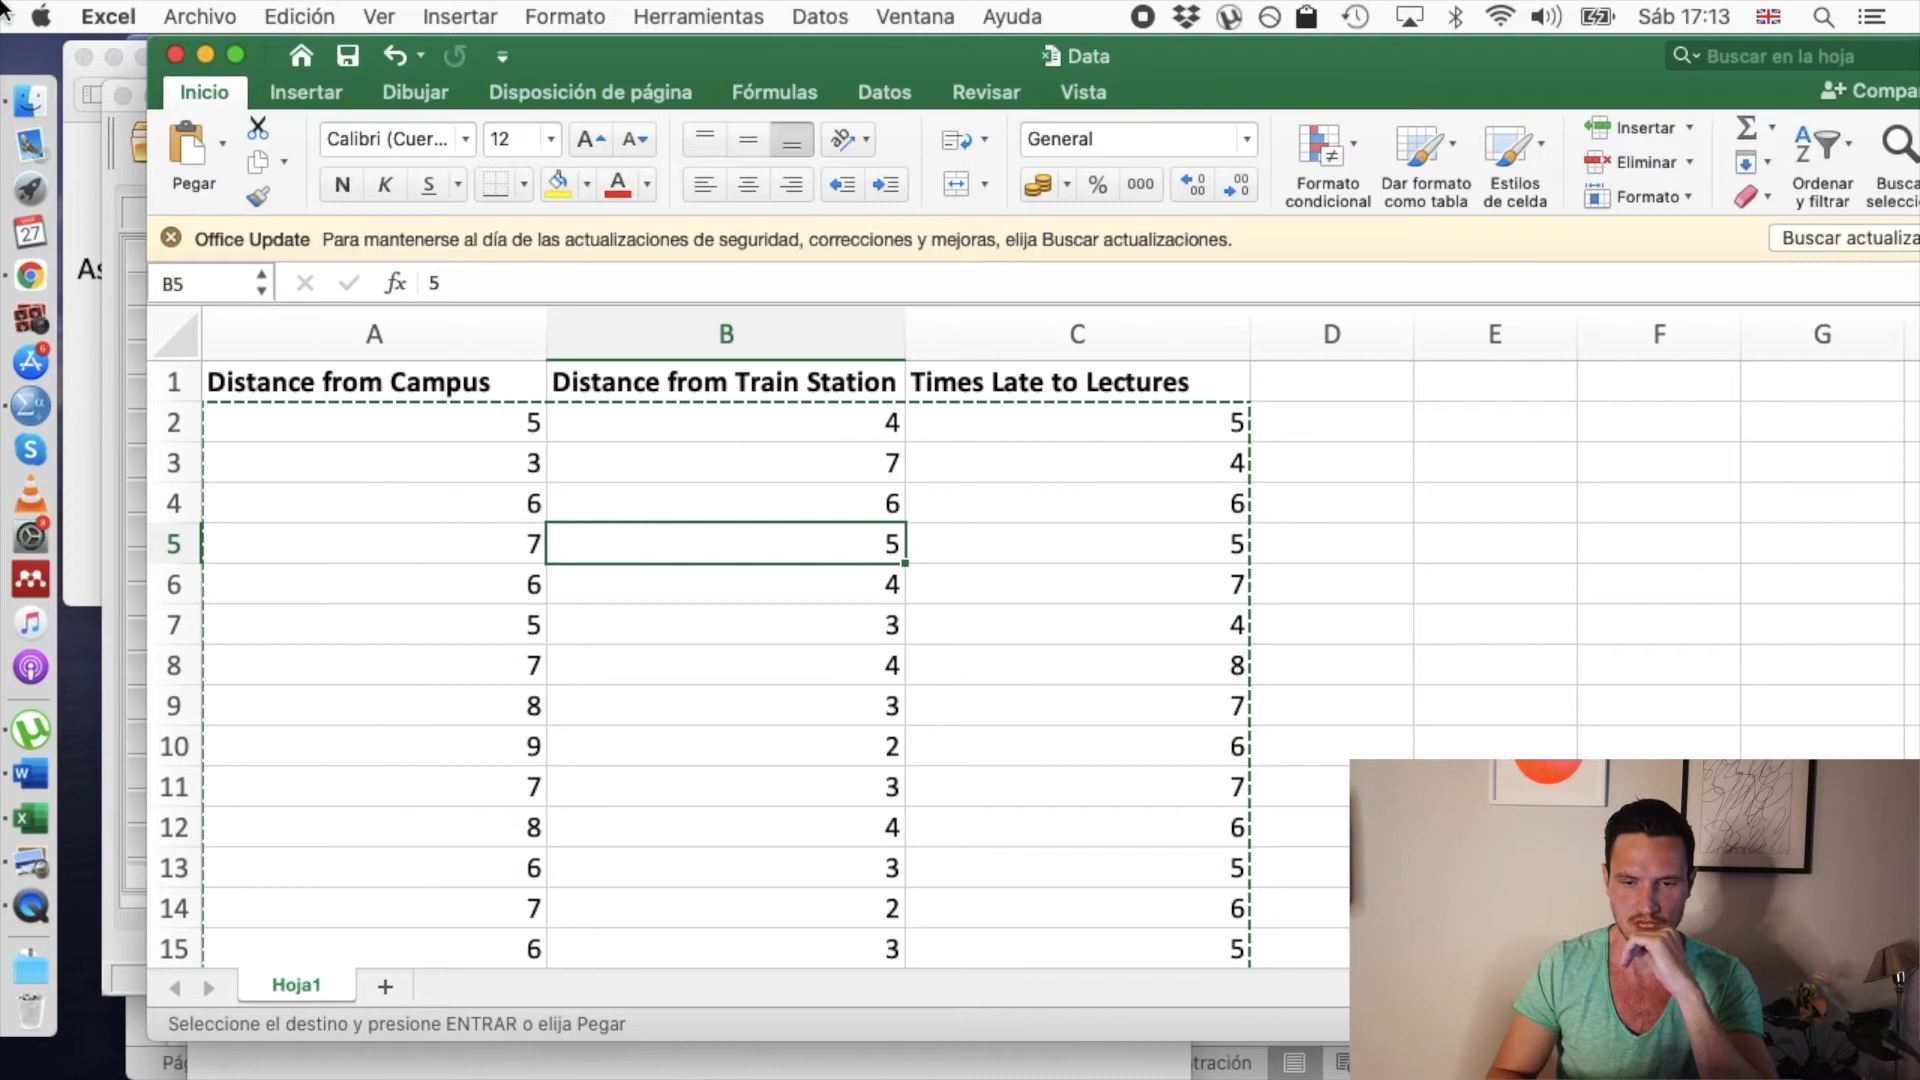 Excel Archivo Edición Ver Insertar Formato Herramientas Datos Ventana Ayuda Sáb 17:13
Data
Buscar en la hoja
Inicio Insertar Dibujar Disposición de página Fórmulas Datos Revisar Vista
Pegar
Calibri (Cuer... 12
N K S
General
% 000
Formato condicional
Dar formato como tabla
Estilos de celda
Insertar
Eliminar
Formato
Ordenar y filtrar
Office Update Para mantenerse al día de las actualizaciones de seguridad, correcciones y mejoras, elija Buscar actualizaciones.
B5 fx 5
A B C D E F G
1 Distance from Campus Distance from Train Station Times Late to Lectures
2 5 4 5
3 3 7 4
4 6 6 6
5 7 5 5
6 6 4 7
7 5 3 4
8 7 4 8
9 8 3 7
10 9 2 6
11 7 3 7
12 8 4 6
13 6 3 5
14 7 2 6
15 6 3 5
Hoja1
Seleccione el destino y presione ENTRAR o elija Pegar